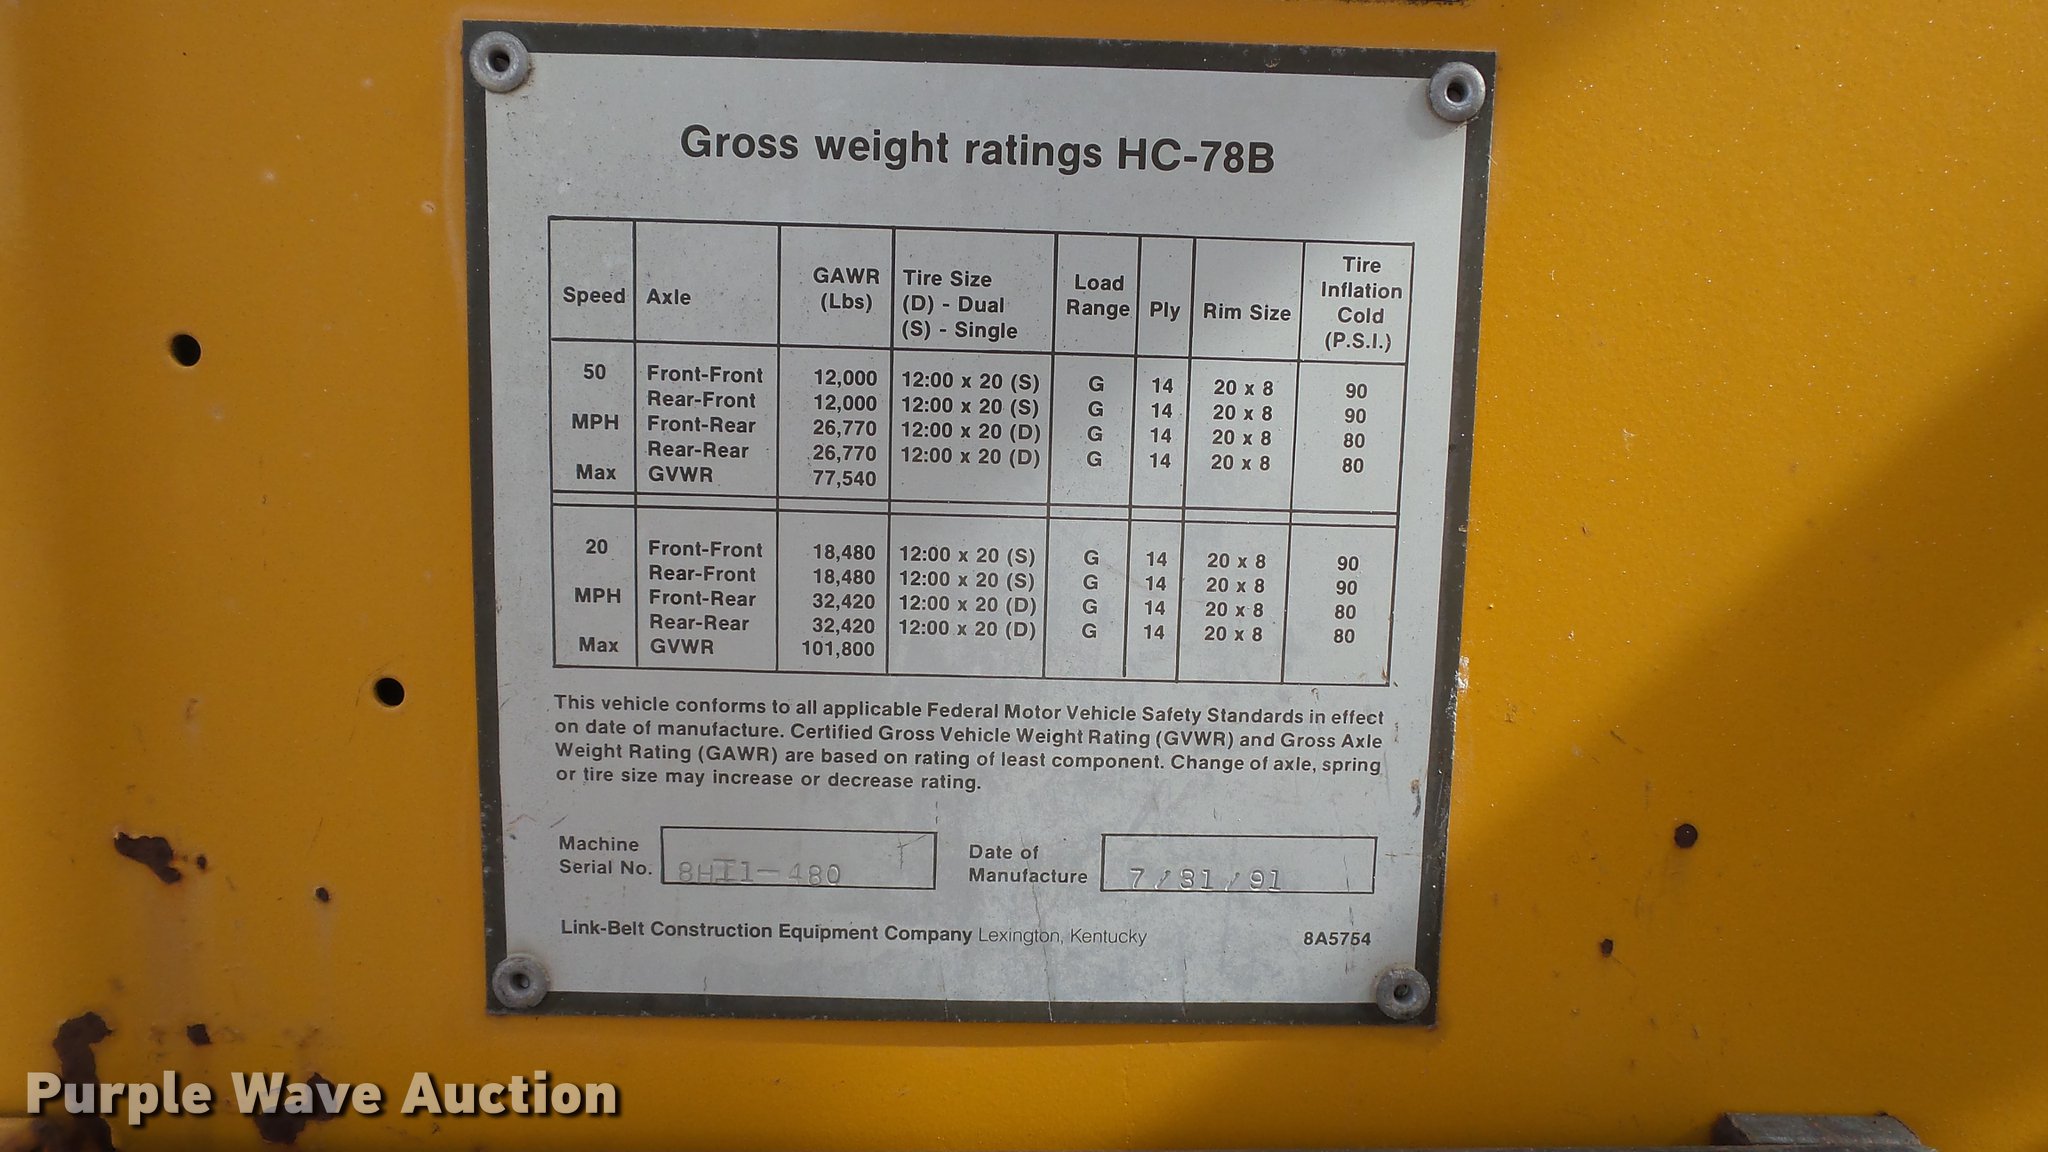 Gross weight ratings HC-78B
Speed Axle GAWR (Lbs) Tire Size (D) - Dual (S) - Single Load Range Ply Rim Size Tire Inflation Cold (P.S.I.)
50 Front-Front 12,000 12:00 x 20 (S) G 14 20 x 8 90
Rear-Front 12,000 12:00 x 20 (S) G 14 20 x 8 90
MPH Front-Rear 26,770 12:00 x 20 (D) G 14 20 x 8 80
Rear-Rear 26,770 12:00 x 20 (D) G 14 20 x 8 80
Max GVWR 77,540
20 Front-Front 18,480 12:00 x 20 (S) G 14 20 x 8 90
Rear-Front 18,480 12:00 x 20 (S) G 14 20 x 8 90
MPH Front-Rear 32,420 12:00 x 20 (D) G 14 20 x 8 80
Rear-Rear 32,420 12:00 x 20 (D) G 14 20 x 8 80
Max GVWR 101,800
This vehicle conforms to all applicable Federal Motor Vehicle Safety Standards in effect
on date of manufacture. Certified Gross Vehicle Weight Rating (GVWR) and Gross Axle
Weight Rating (GAWR) are based on rating of least component. Change of axle, spring
or tire size may increase or decrease rating.
Machine
Serial No.
Date of
Manufacture 7/31/91
Link-Belt Construction Equipment Company Lexington, Kentucky 8A5754
Purple Wave Auction